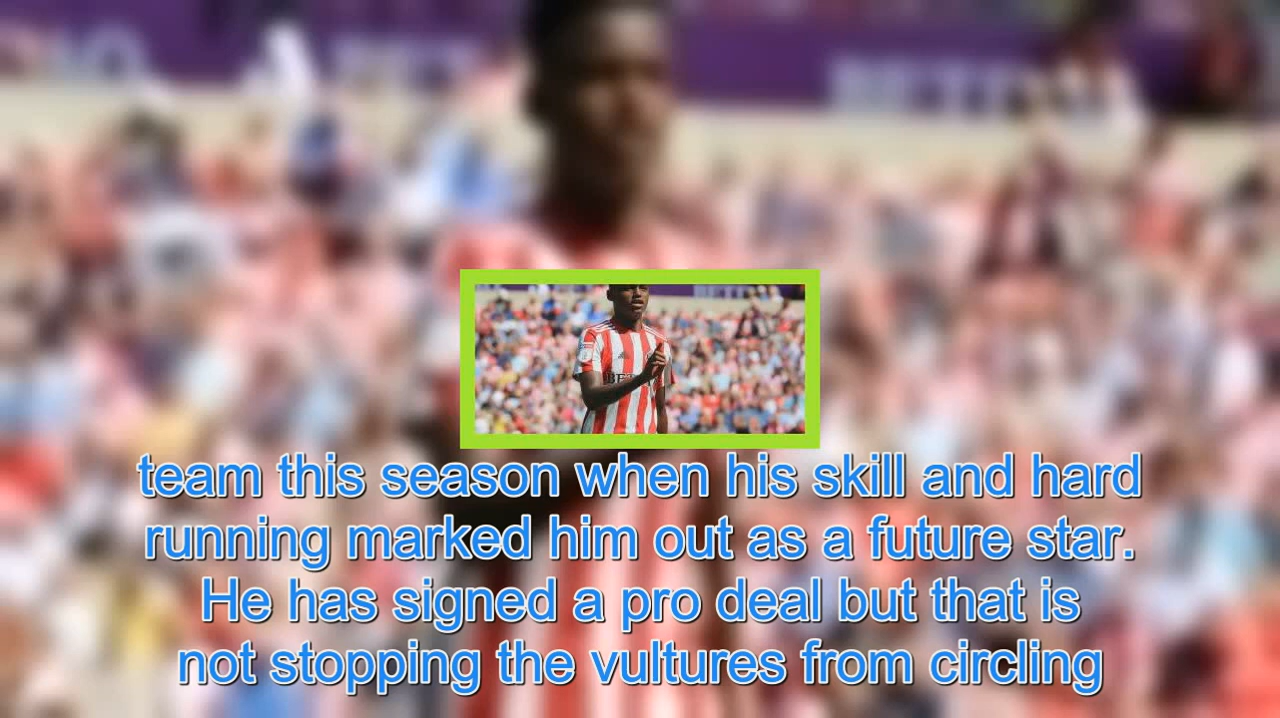 team this season when his skill and hard
running marked him out as a future star.
He has signed a pro deal but that is
not stopping the vultures from circling